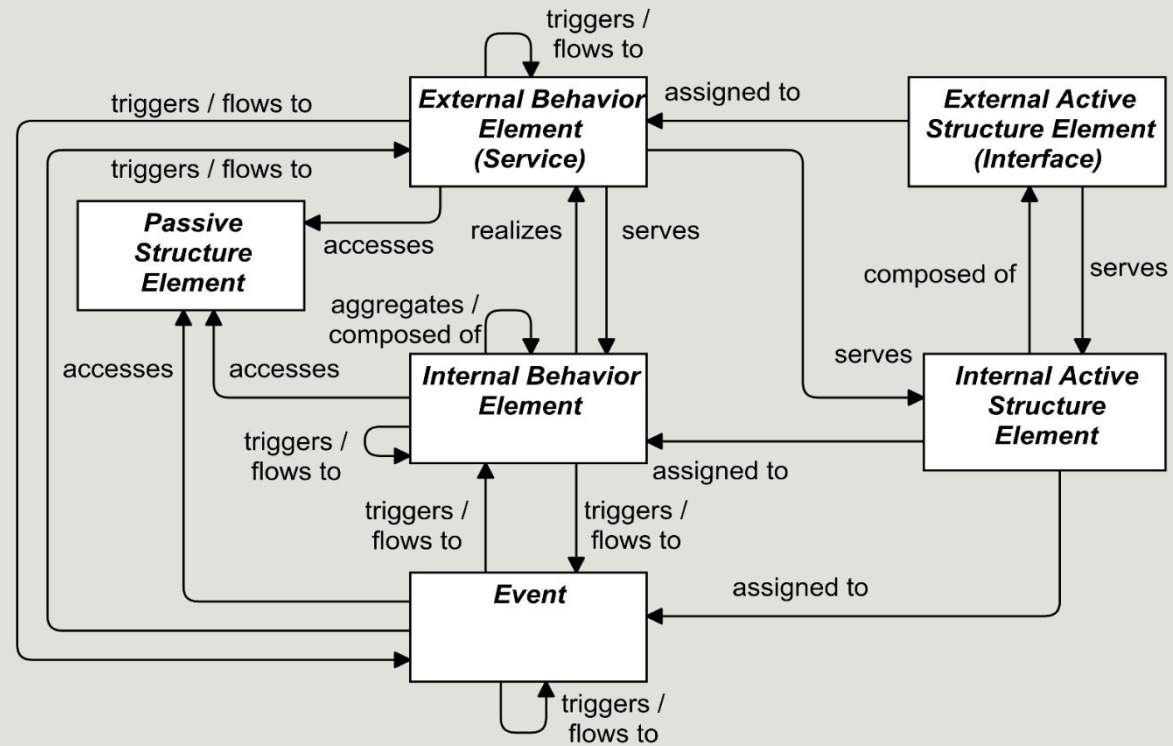 triggers /
flows to
triggers / flows to
External Behavior
Element
(Service)
assigned to
External Active
Structure Element
(Interface)
triggers / flows to
Passive
Structure
Element
accesses
realizes
serves
composed of
serves
aggregates /
composed of
accesses
accesses
Internal Behavior
Element
serves
Internal Active
Structure
Element
triggers /
flows to
assigned to
triggers /
flows to
triggers /
flows to
Event
assigned to
triggers /
flows to